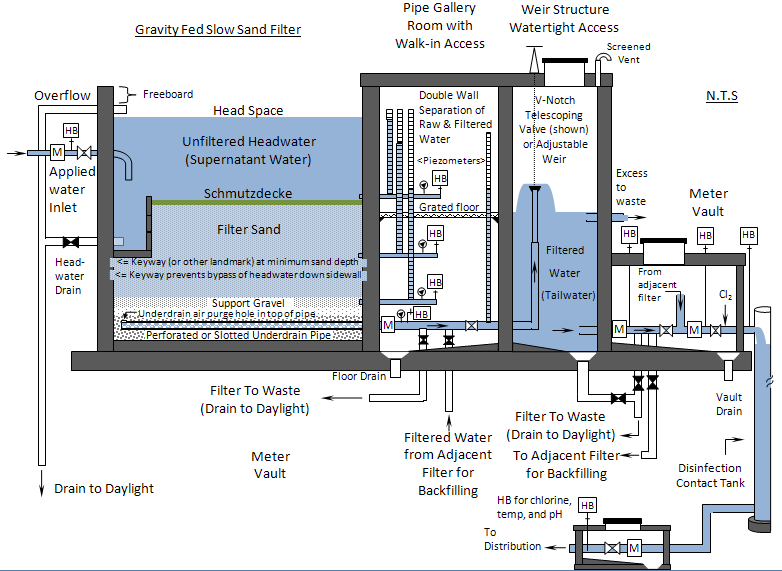 Gravity Fed Slow Sand Filter
Pipe Gallery
Room with
Walk-in Access
Weir Structure
Watertight Access
Screened
Vent
N.T.S
Overflow
Freeboard
Head Space
HB
M
Applied
water
Inlet
Unfiltered Headwater
(Supernatant Water)
Schmutzdecke
Filter Sand
Head-
water
Drain
<= Keyway (or other landmark) at minimum sand depth
<= Keyway prevents bypass of headwater down sidewall
Support Gravel
Underdrain air purge hole in top of pipe
Perforated or Slotted Underdrain Pipe
Double Wall
Separation of
Raw & Filtered
Water
<Piezometers>
HB
Grated floor
HB
HB
HB
M
V-Notch
Telescoping
Valve (shown)
or Adjustable
Weir
Filtered
Water
(Tailwater)
Excess
to
waste
Meter
Vault
HB
HB
HB
From
adjacent
filter
Cl2
M
M
Floor Drain
Filter To Waste
(Drain to Daylight)
Filtered Water
from Adjacent
Filter for
Backfilling
Filter To Waste
(Drain to Daylight)
To Adjacent Filter
for Backfilling
Vault
Drain
Disinfection
Contact Tank
Meter
Vault
Drain to Daylight
HB for chlorine,
temp, and pH
HB
To
Distribution
M